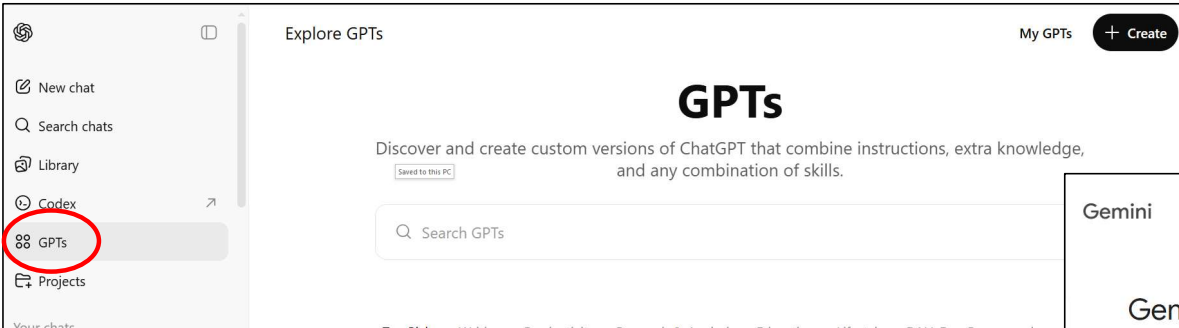 Explore GPTs
My GPTs
+ Create
New chat
Search chats
Library
Codex
GPTs
Projects
GPTs
Discover and create custom versions of ChatGPT that combine instructions, extra knowledge,
and any combination of skills.
Saved to this PC
Search GPTs
Gemini